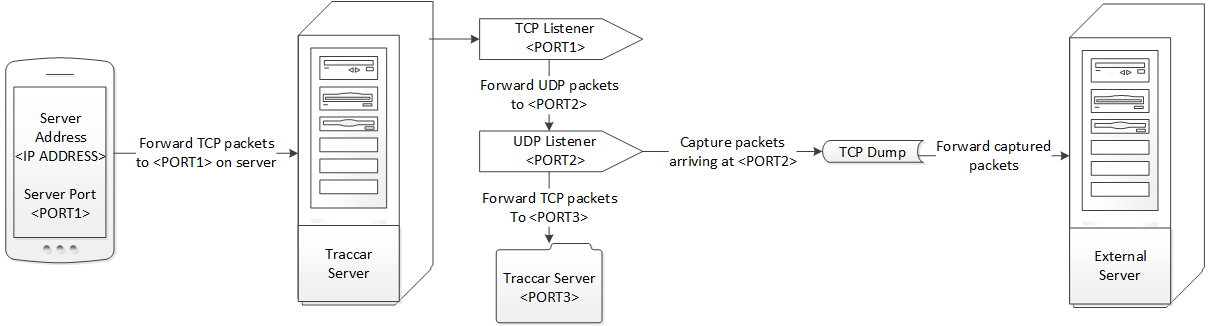 Server
Address
<IP ADDRESS>
Server Port
<PORT1>
Forward TCP packets
to <PORT1> on server
Traccar
Server
TCP Listener
<PORT1>
Forward UDP packets
to <PORT2>
UDP Listener
<PORT2>
Forward TCP packets
To <PORT3>
Traccar Server
<PORT3>
Capture packets
arriving at <PORT2>
TCP Dump
Forward captured
packets
External
Server